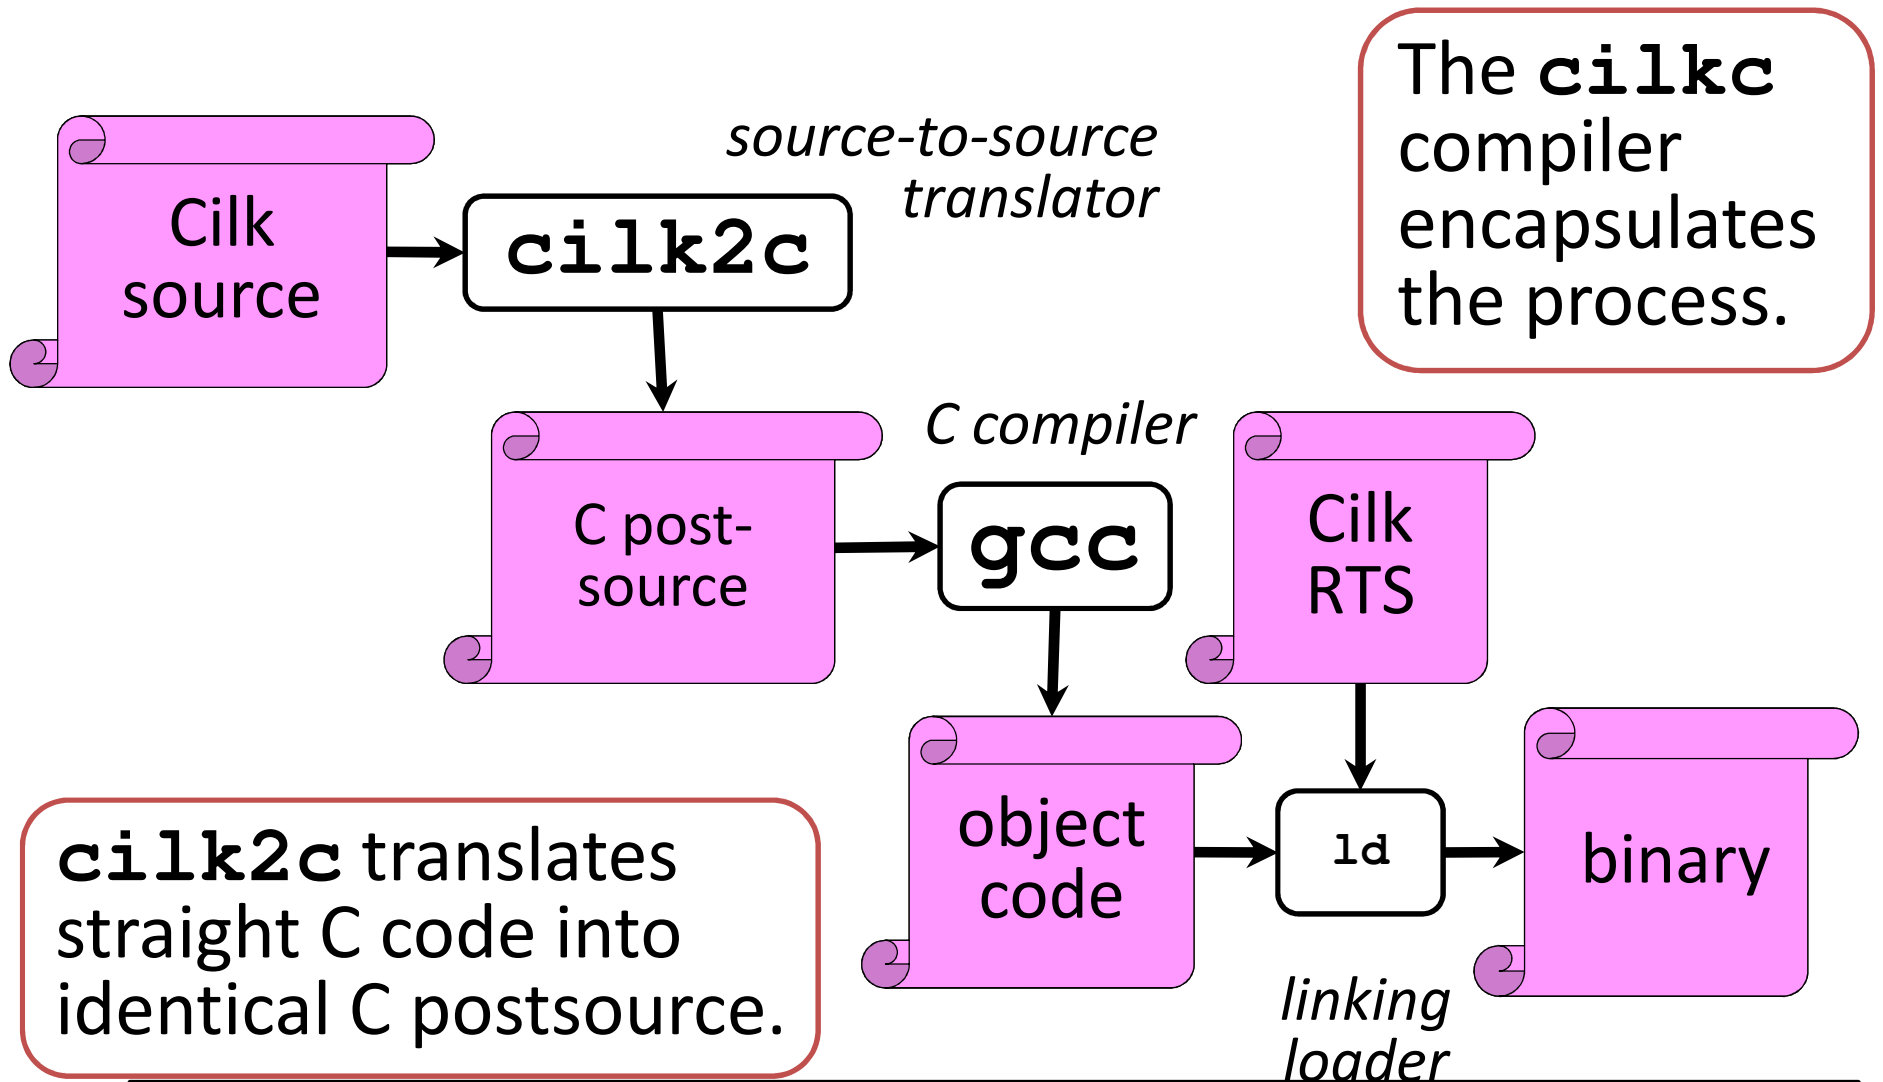 The cilkc
compiler
encapsulates
the process.
source-to-source
translator
Cilk
source
cilk2c
C compiler
C post-
source
gcc
Cilk
RTS
object
code
ld
binary
linking
loader
cilk2c translates
straight C code into
identical C postsource.